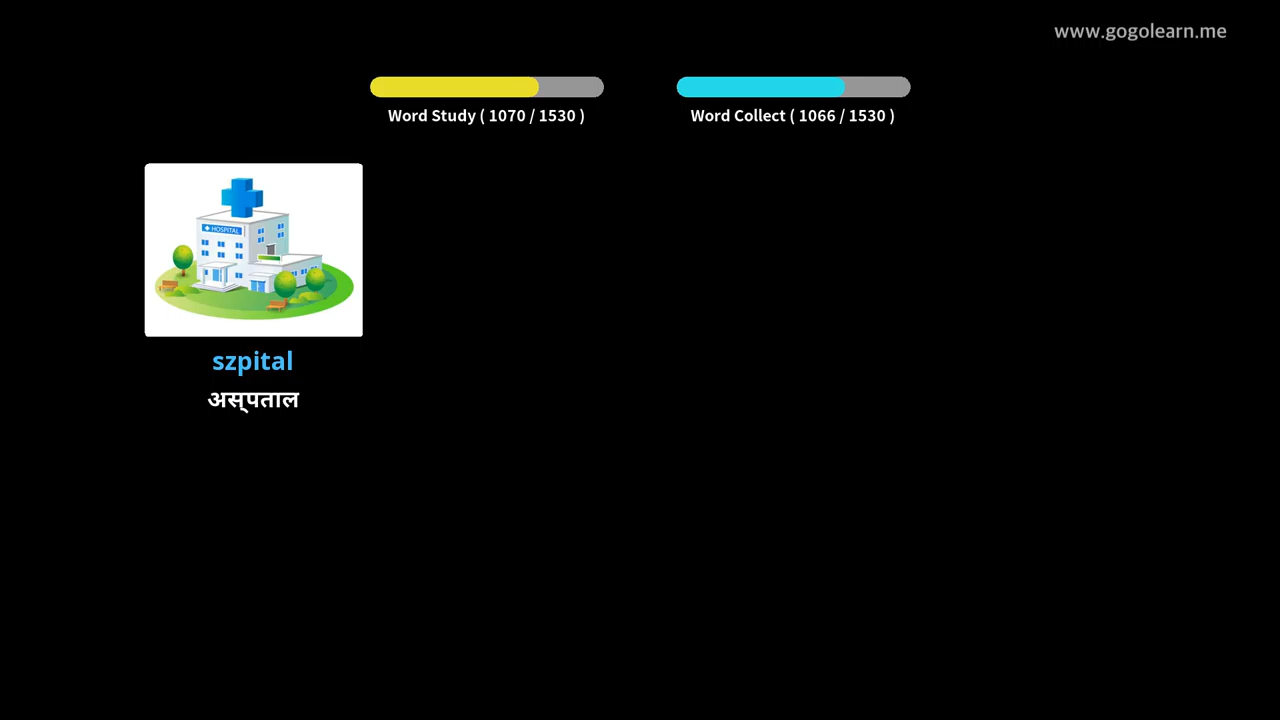 www.gogolearn.me
Word Study ( 1070 / 1530 )
Word Collect ( 1066 / 1530 )
HOSPITAL
szpital
अस्पताल